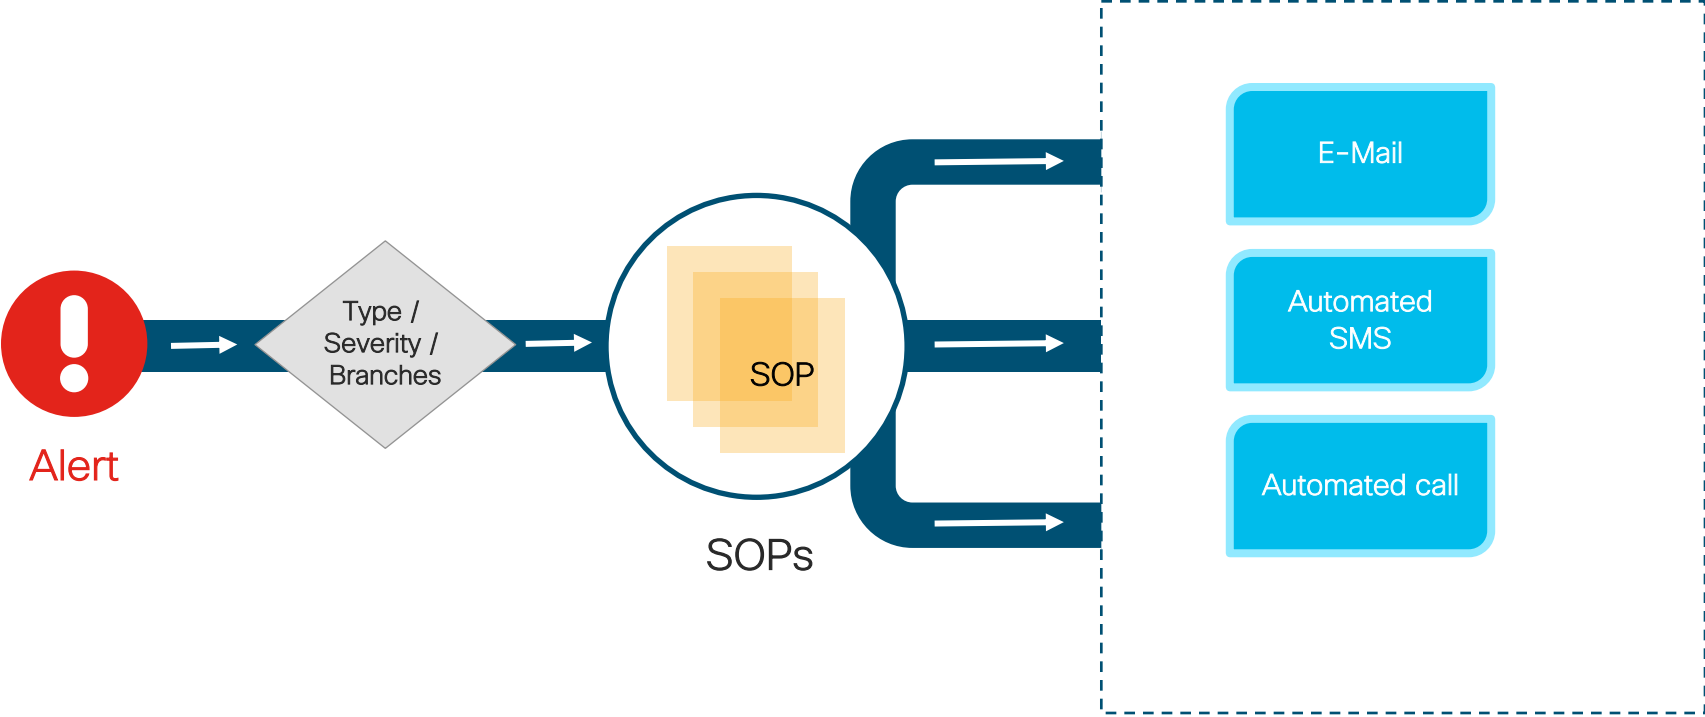 Alert
Type /
Severity /
Branches
SOP
SOPs
E-Mail
Automated
SMS
Automated call